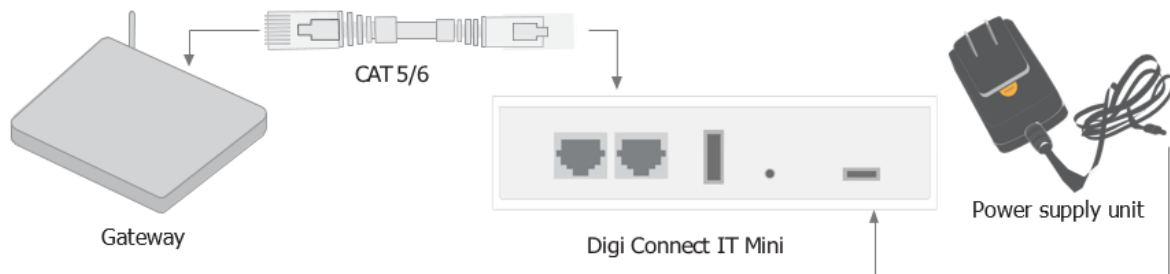 CAT 5/6
Gateway
Digi Connect IT Mini
Power supply unit